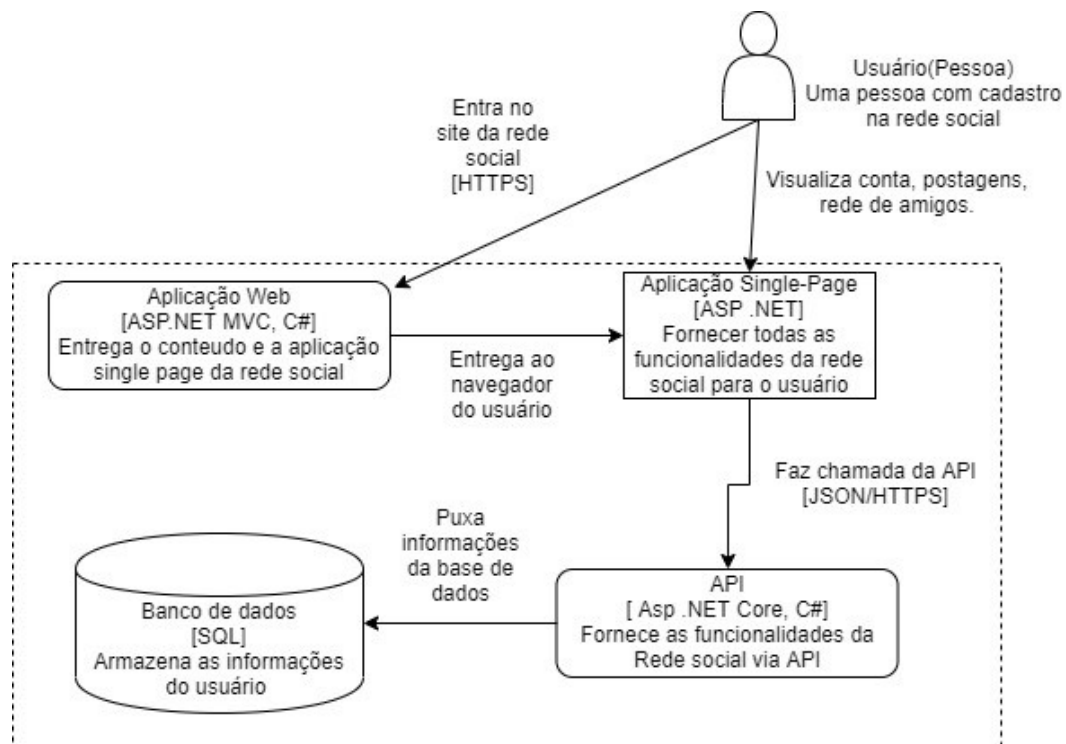 Usuário(Pessoa)
Uma pessoa com cadastro
na rede social
Entra no
site da rede
social
[HTTPS]
Visualiza conta, postagens,
rede de amigos.
Aplicação Web
[ASP.NET MVC, C#]
Entrega o conteudo e a aplicação
single page da rede social
Entrega ao
navegador
do usuário
Aplicação Single-Page
[ASP .NET]
Fornecer todas as
funcionalidades da rede
social para o usuário
Faz chamada da API
[JSON/HTTPS]
Puxa
informações
da base de
dados
Banco de dados
[SQL]
Armazena as informações
do usuário
API
[ Asp .NET Core, C#]
Fornece as funcionalidades da
Rede social via API